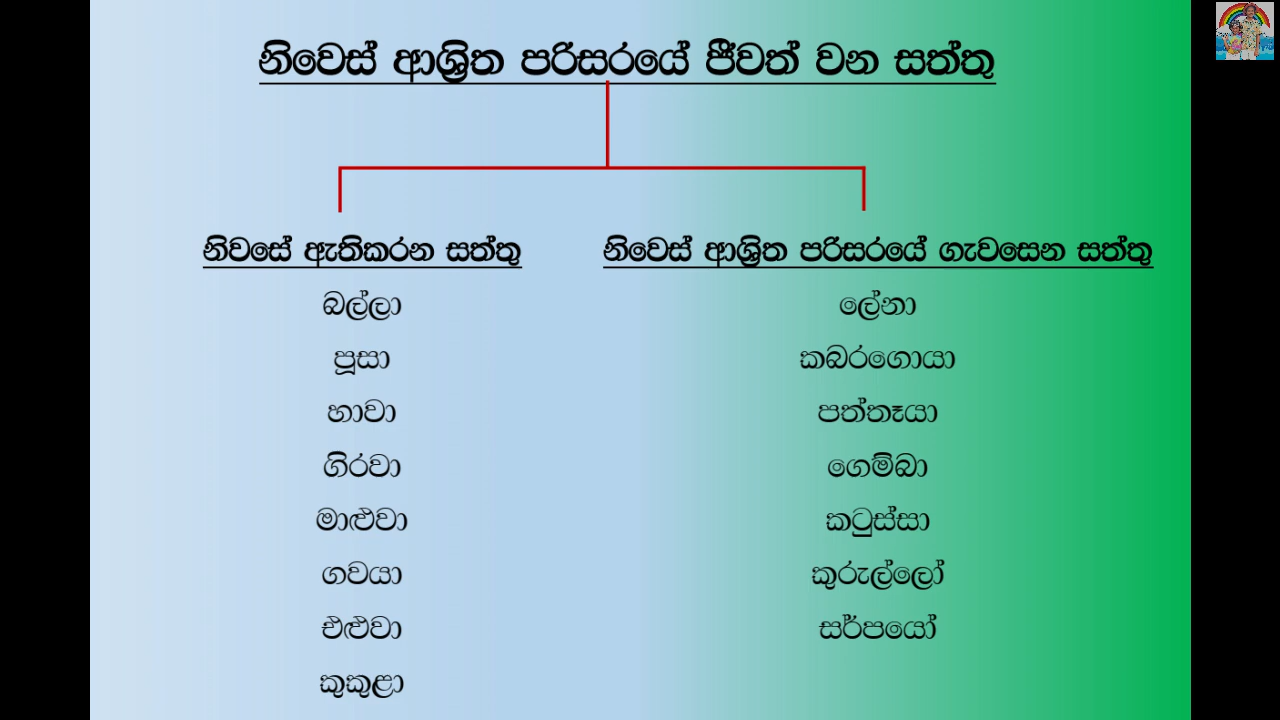 නිවෙස් ආශ්‍රිත පරිසරයේ ජීවත් වන සත්තු
නිවසේ ඇතිකරන සත්තු
බල්ලා
පූසා
හාවා
ගිරවා
මාළුවා
ගවයා
එළුවා
කුකුළා
නිවෙස් ආශ්‍රිත පරිසරයේ ගැවසෙන සත්තු
ලේනා
කබරගොයා
පත්තෑයා
ගෙම්බා
කටුස්සා
කුරුල්ලෝ
සර්පයෝ